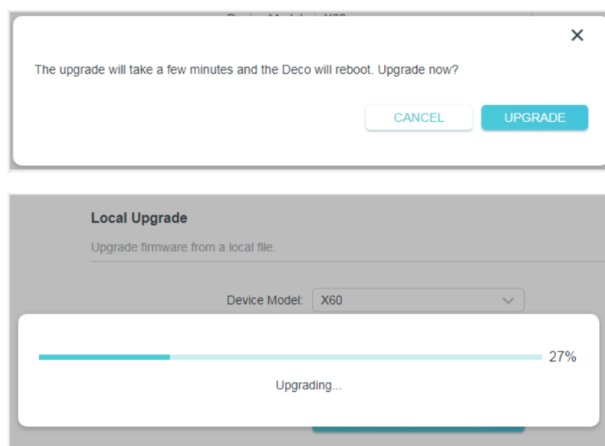 The upgrade will take a few minutes and the Deco will reboot. Upgrade now?
CANCEL
UPGRADE
Local Upgrade
Upgrade firmware from a local file.
Device Model: X60
27%
Upgrading...